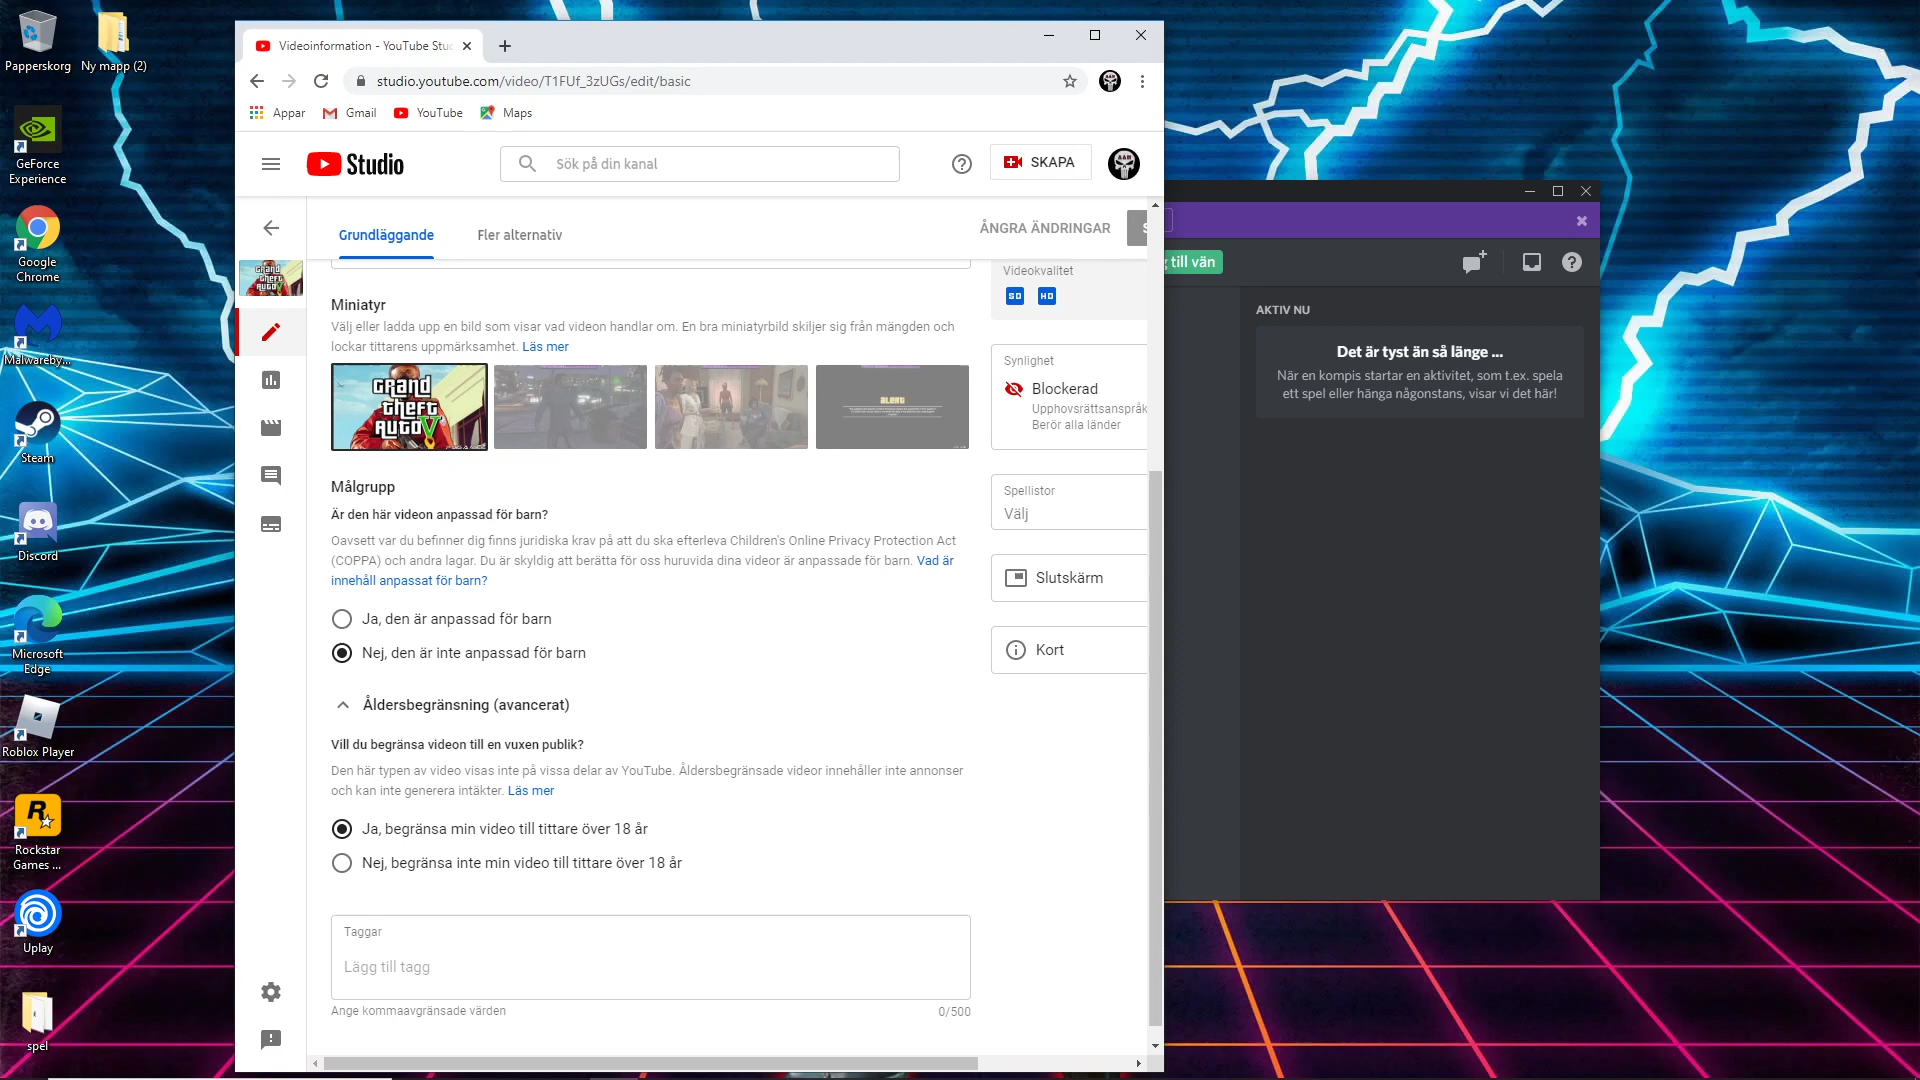 Papperskorg
Ny mapp (2)
GeForce
Experience
Google
Chrome
Malwareby...
Steam
Discord
Microsoft
Edge
Roblox Player
Rockstar
Games ...
Uplay
spel
Videoinformation - YouTube Stu
studio.youtube.com/video/T1FUf_3zUGs/edit/basic
Appar
Gmail
YouTube
Maps
Studio
Sök på din kanal
SKAPA
Grundläggande
Fler alternativ
ÅNGRA ÄNDRINGAR
S
Miniatyr
Välj eller ladda upp en bild som visar vad videon handlar om. En bra miniatyrbild skiljer sig från mängden och
lockar tittarens uppmärksamhet. Läs mer
grand
theft
auto V
ALERT
Målgrupp
Är den här videon anpassad för barn?
Oavsett var du befinner dig finns juridiska krav på att du ska efterleva Children's Online Privacy Protection Act
(COPPA) och andra lagar. Du är skyldig att berätta för oss huruvida dina videor är anpassade för barn. Vad är
innehåll anpassat för barn?
Ja, den är anpassad för barn
Nej, den är inte anpassad för barn
Åldersbegränsning (avancerat)
Vill du begränsa videon till en vuxen publik?
Den här typen av video visas inte på vissa delar av YouTube. Åldersbegränsade videor innehåller inte annonser
och kan inte generera intäkter. Läs mer
Ja, begränsa min video till tittare över 18 år
Nej, begränsa inte min video till tittare över 18 år
Taggar
Lägg till tagg
Ange kommaavgränsade värden
0/500
Videokvalitet
SD HD
Synlighet
Blockerad
Upphovsrättsanspråk
Berör alla länder
Spellistor
Välj
Slutskärm
Kort
till vän
AKTIV NU
Det är tyst än så länge ...
När en kompis startar en aktivitet, som t.ex. spela
ett spel eller hänga någonstans, visar vi det här!